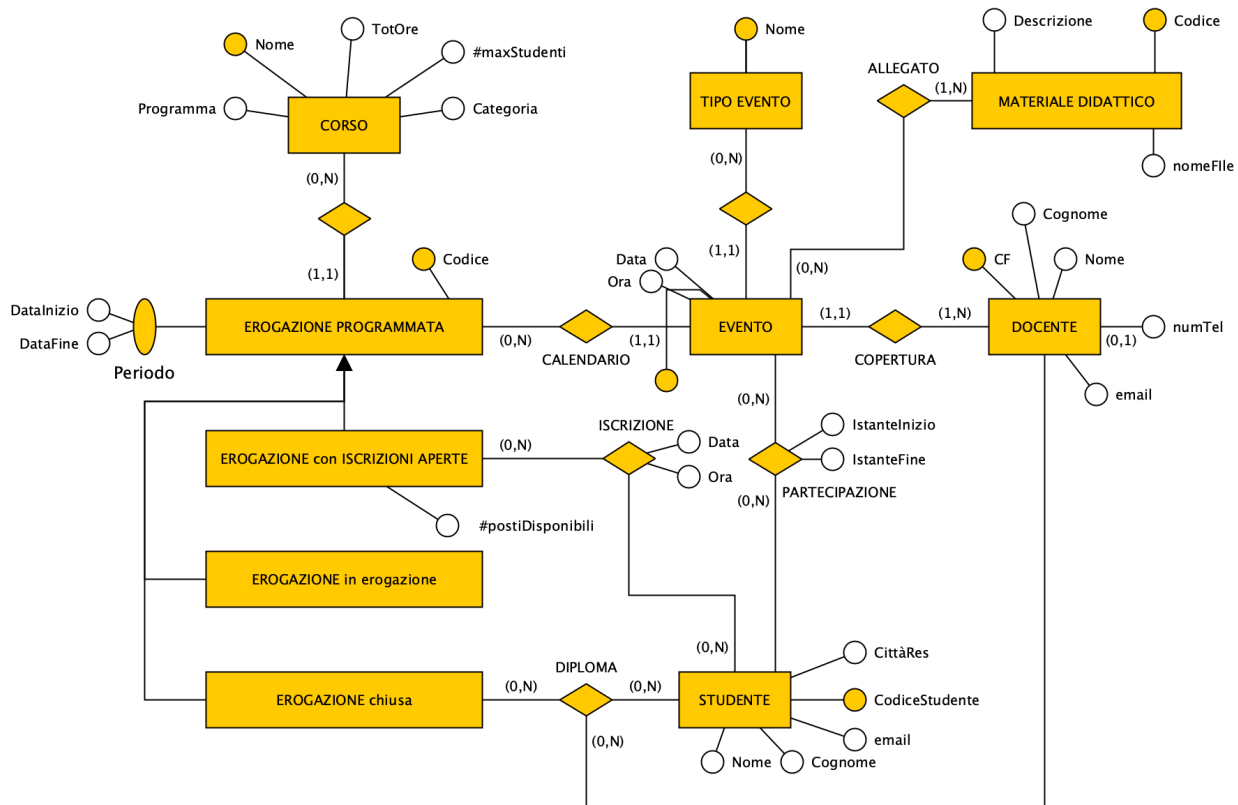 Descrizione
Codice
Nome
TotOre
#maxStudenti
Nome
ALLEGATO
(1,N)
MATERIALE DIDATTICO
TIPO EVENTO
Programma
CORSO
Categoria
nomeFIle
(0,N)
(0,N)
Cognome
(1,1)
(1,1)
Codice
Data
Ora
(0,N)
CF
Nome
DataInizio
DataFine
Periodo
EROGAZIONE PROGRAMMATA
(0,N)
CALENDARIO
(1,1)
EVENTO
(1,1)
COPERTURA
(1,N)
DOCENTE
(0,1)
numTel
email
(0,N)
ISCRIZIONE
Data
Ora
IstanteInizio
IstanteFine
EROGAZIONE con ISCRIZIONI APERTE
(0,N)
PARTECIPAZIONE
(0,N)
#postiDisponibili
EROGAZIONE in erogazione
(0,N)
CittàRes
DIPLOMA
EROGAZIONE chiusa
(0,N)
(0,N)
STUDENTE
CodiceStudente
(0,N)
email
Nome
Cognome